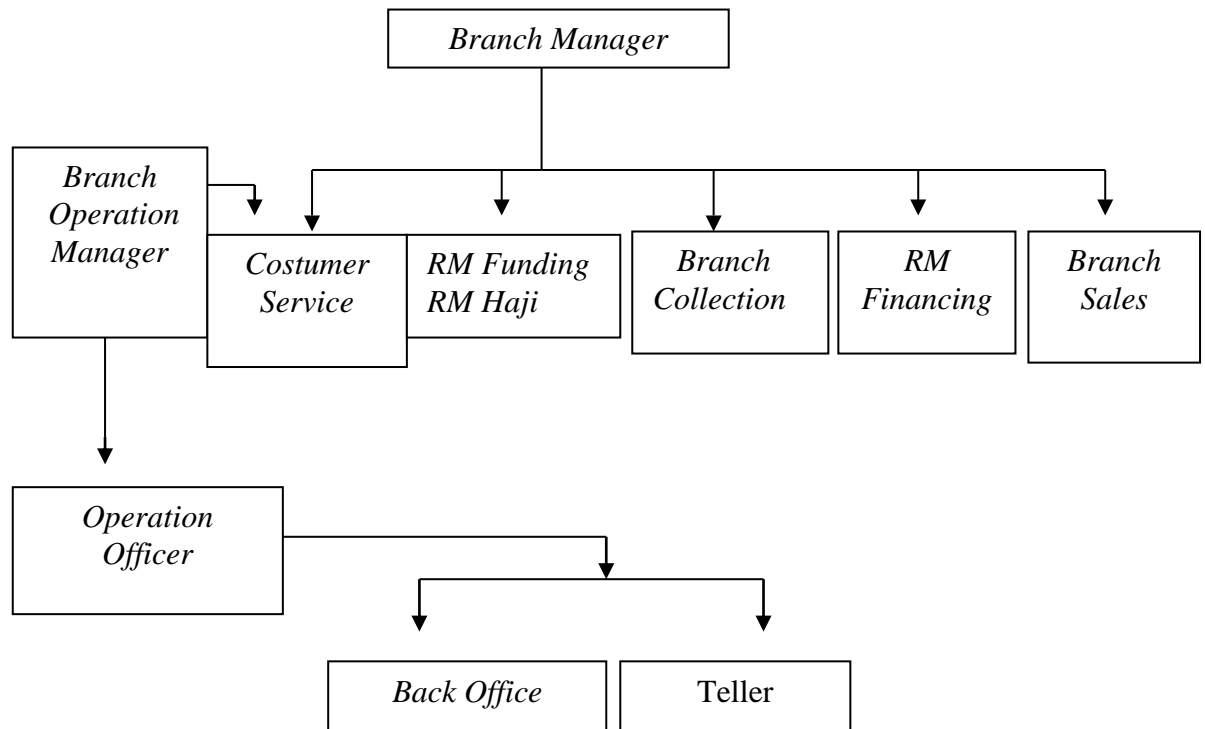 Branch Manager
Branch
Operation
Manager
Costumer
Service
RM Funding
RM Haji
Branch
Collection
RM
Financing
Branch
Sales
Operation
Officer
Back Office
Teller